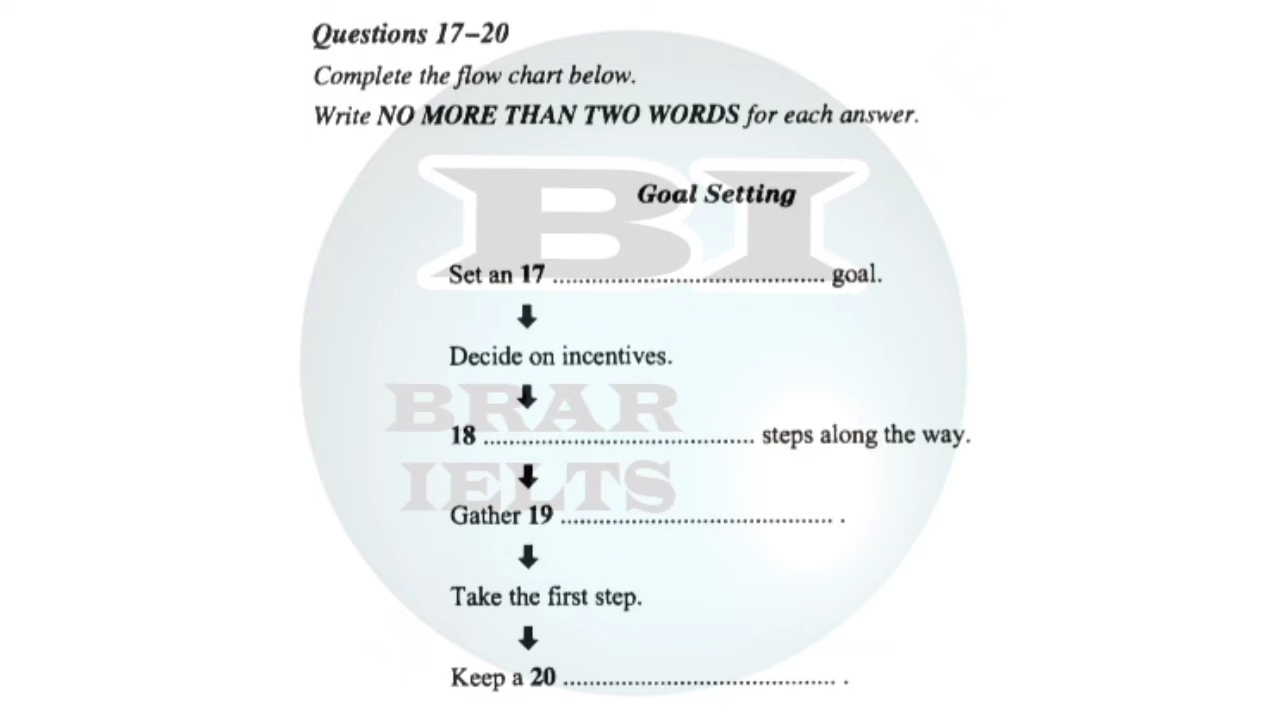 Questions 17–20
Complete the flow chart below.
Write NO MORE THAN TWO WORDS for each answer.
BI
Goal Setting
Set an 17 .......................................... goal.
Decide on incentives.
BRAR
18 .......................................... steps along the way.
IELTS
Gather 19 .......................................... .
Take the first step.
Keep a 20 .......................................... .